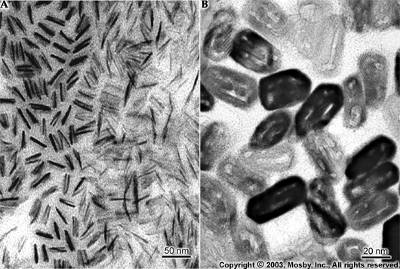 A
B
50 nm
20 nm
Copyright © 2003, Mosby, Inc., All rights reserved.